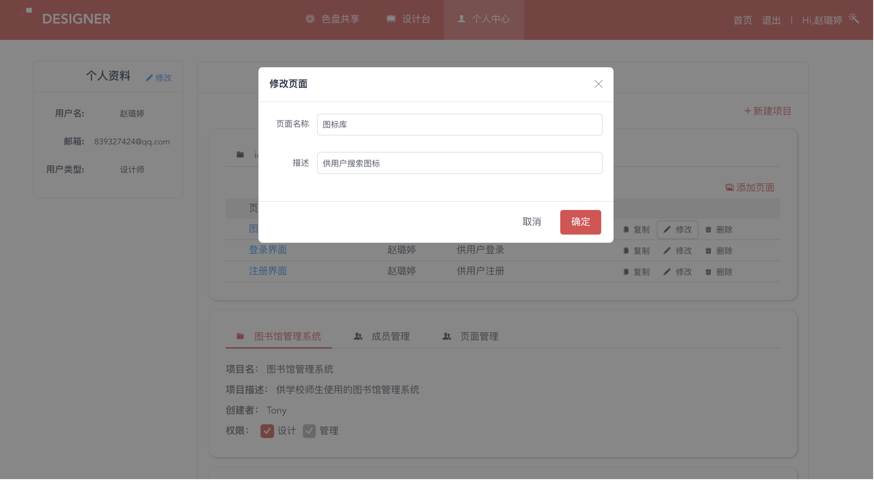 DESIGNER
色盘共享
设计台
个人中心
首页
退出
|
Hi,赵璐婷
个人资料
修改
用户名:
赵璐婷
邮箱:
839327424@qq.com
用户类型:
设计师
修改页面
页面名称
图标库
描述
供用户搜索图标
取消
确定
+ 新建项目
添加页面
复制
修改
删除
登录界面
赵璐婷
供用户登录
复制
修改
删除
注册界面
赵璐婷
供用户注册
复制
修改
删除
图书馆管理系统
成员管理
页面管理
项目名： 图书馆管理系统
项目描述： 供学校师生使用的图书馆管理系统
创建者： Tony
权限： 设计 管理